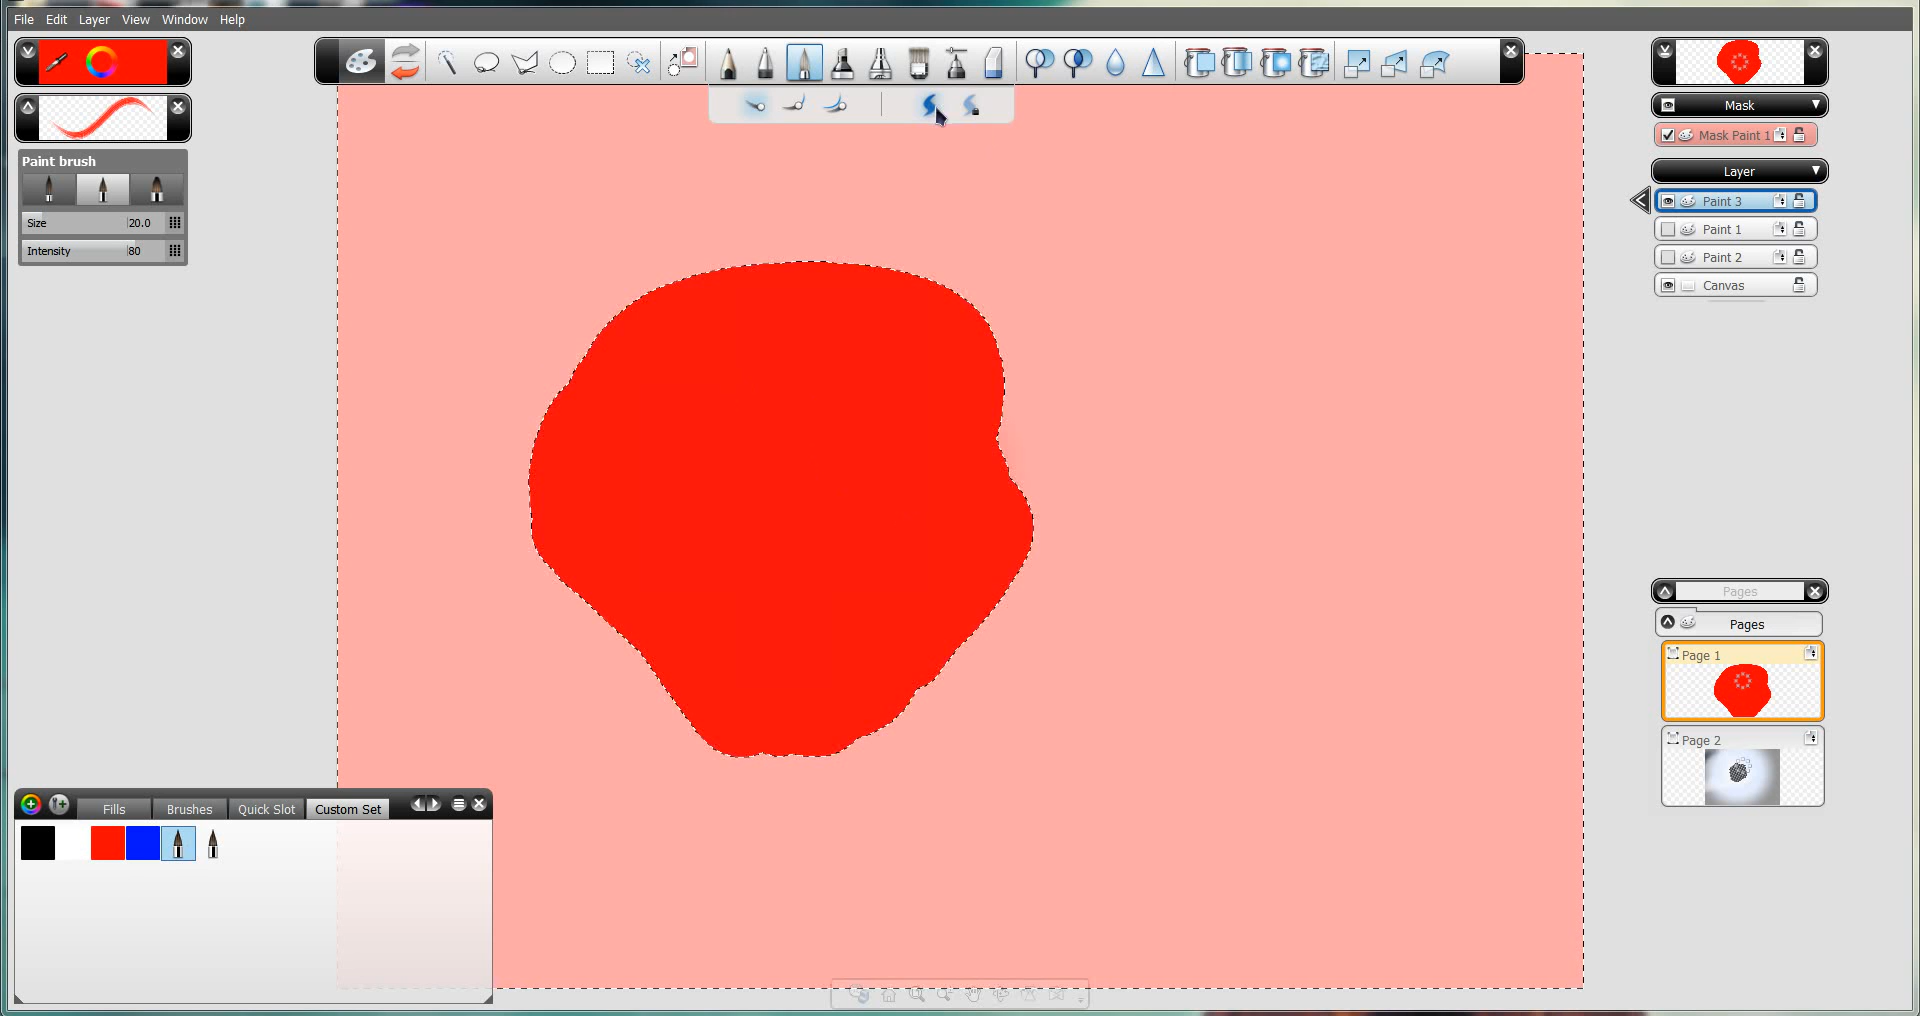 File Edit Layer View Window Help
Paint brush
Size 20.0
Intensity 80
Mask
Mask Paint 1
Layer
Paint 3
Paint 1
Paint 2
Canvas
Pages
Pages
Page 1
Page 2
Fills Brushes Quick Slot Custom Set